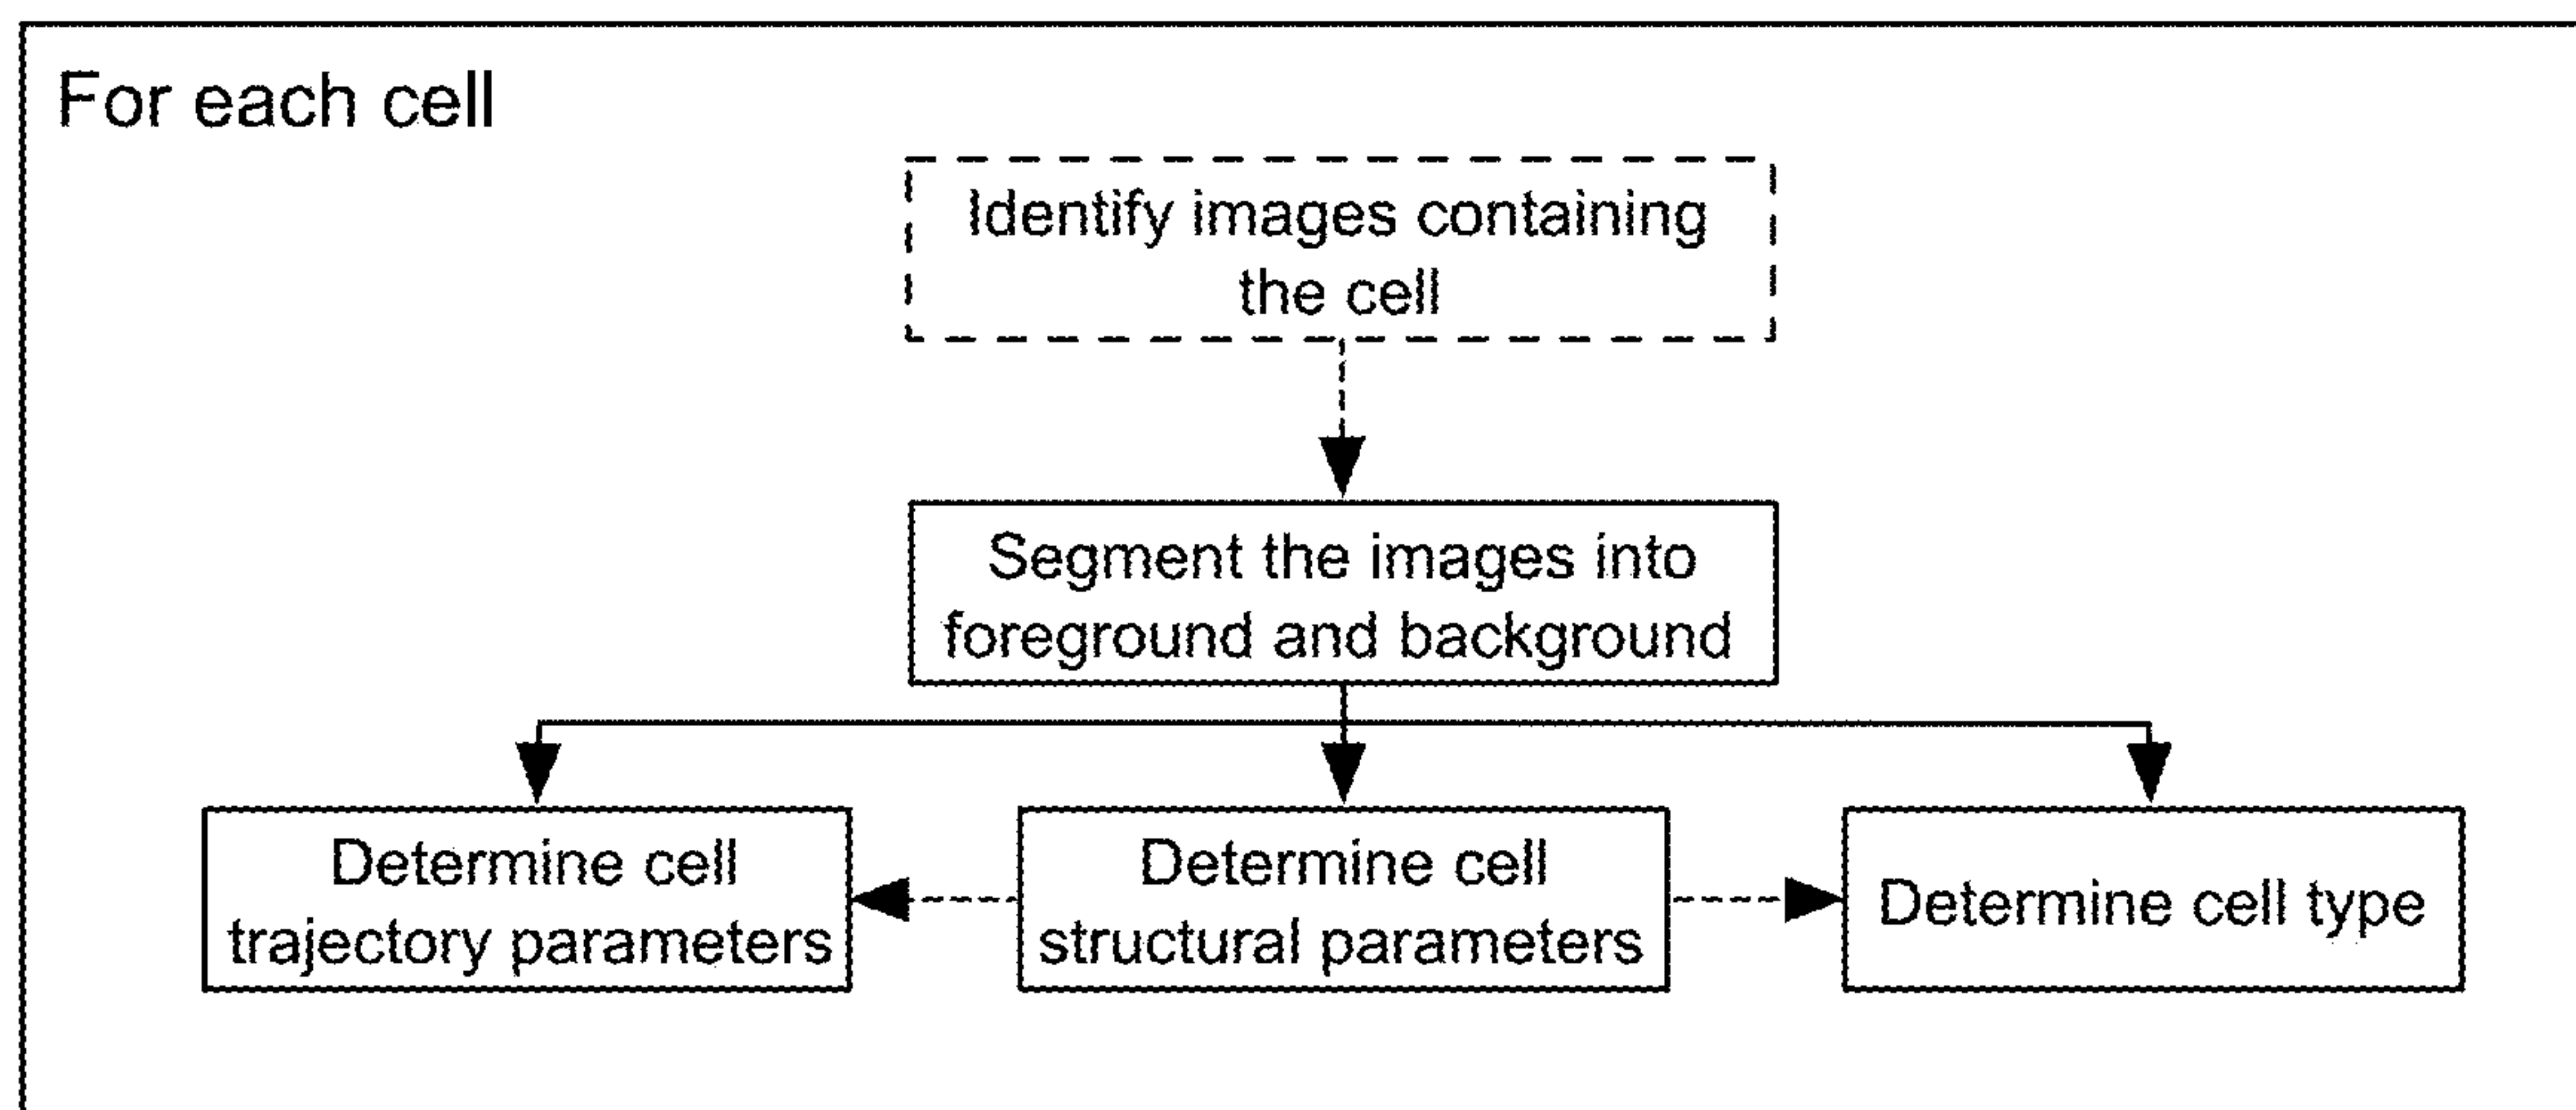 For each cell
Identify images containing
the cell
Segment the images into
foreground and background
Determine cell
trajectory parameters
Determine cell
structural parameters
Determine cell type